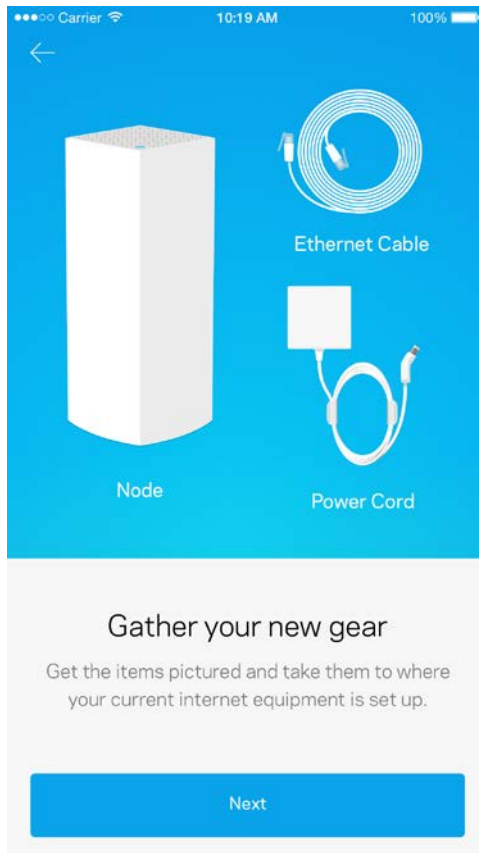 ●●●○○ Carrier 10:19 AM 100%
Ethernet Cable
Node
Power Cord
Gather your new gear
Get the items pictured and take them to where
your current internet equipment is set up.
Next